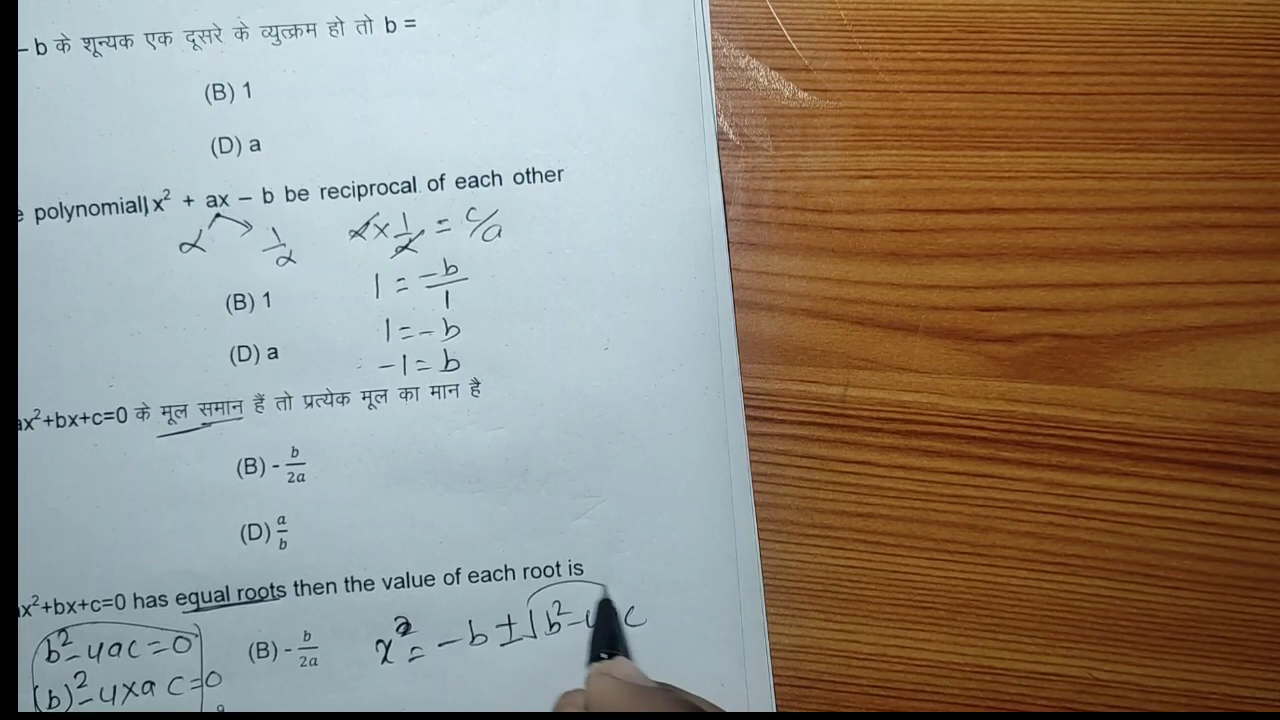 – b के शून्यक एक दूसरे के व्युत्क्रम हो तो b =
(B) 1
(D) a
polynomial x² + ax – b be reciprocal of each other
α 1/α α×1/α = c/a
1 = -b/1
(B) 1
1 = -b
(D) a
-1 = b
ax²+bx+c=0 के मूल समान हैं तो प्रत्येक मूल का मान है
(B) - b/2a
(D) a/b
x²+bx+c=0 has equal roots then the value of each root is
b²-4ac=0 (B) - b/2a x = -b ± √b²-4 c
(b)²-4×a c=0